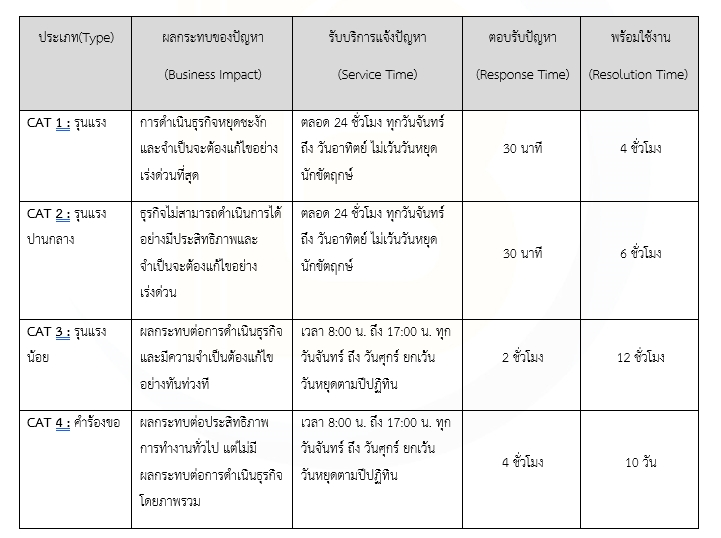 ประเภท(Type)
ผลกระทบของปัญหา
(Business Impact)
รับบริการแจ้งปัญหา
(Service Time)
ตอบรับปัญหา
(Response Time)
พร้อมใช้งาน
(Resolution Time)
CAT 1 : รุนแรง
การดำเนินธุรกิจหยุดชะงัก
และจำเป็นจะต้องแก้ไขอย่าง
เร่งด่วนที่สุด
ตลอด 24 ชั่วโมง ทุกวันจันทร์
ถึง วันอาทิตย์ ไม่เว้นวันหยุด
นักขัตฤกษ์
30 นาที
4 ชั่วโมง
CAT 2 : รุนแรง
ปานกลาง
ธุรกิจไม่สามารถดำเนินการได้
อย่างมีประสิทธิภาพและ
จำเป็นจะต้องแก้ไขอย่าง
เร่งด่วน
ตลอด 24 ชั่วโมง ทุกวันจันทร์
ถึง วันอาทิตย์ ไม่เว้นวันหยุด
นักขัตฤกษ์
30 นาที
6 ชั่วโมง
CAT 3 : รุนแรง
น้อย
ผลกระทบต่อการดำเนินธุรกิจ
และมีความจำเป็นต้องแก้ไข
อย่างทันท่วงที
เวลา 8:00 น. ถึง 17:00 น. ทุก
วันจันทร์ ถึง วันศุกร์ ยกเว้น
วันหยุดตามปีปฏิทิน
2 ชั่วโมง
12 ชั่วโมง
CAT 4 : คำร้องขอ
ผลกระทบต่อประสิทธิภาพ
การทำงานทั่วไป แต่ไม่มี
ผลกระทบต่อการดำเนินธุรกิจ
โดยภาพรวม
เวลา 8:00 น. ถึง 17:00 น. ทุก
วันจันทร์ ถึง วันศุกร์ ยกเว้น
วันหยุดตามปีปฏิทิน
4 ชั่วโมง
10 วัน